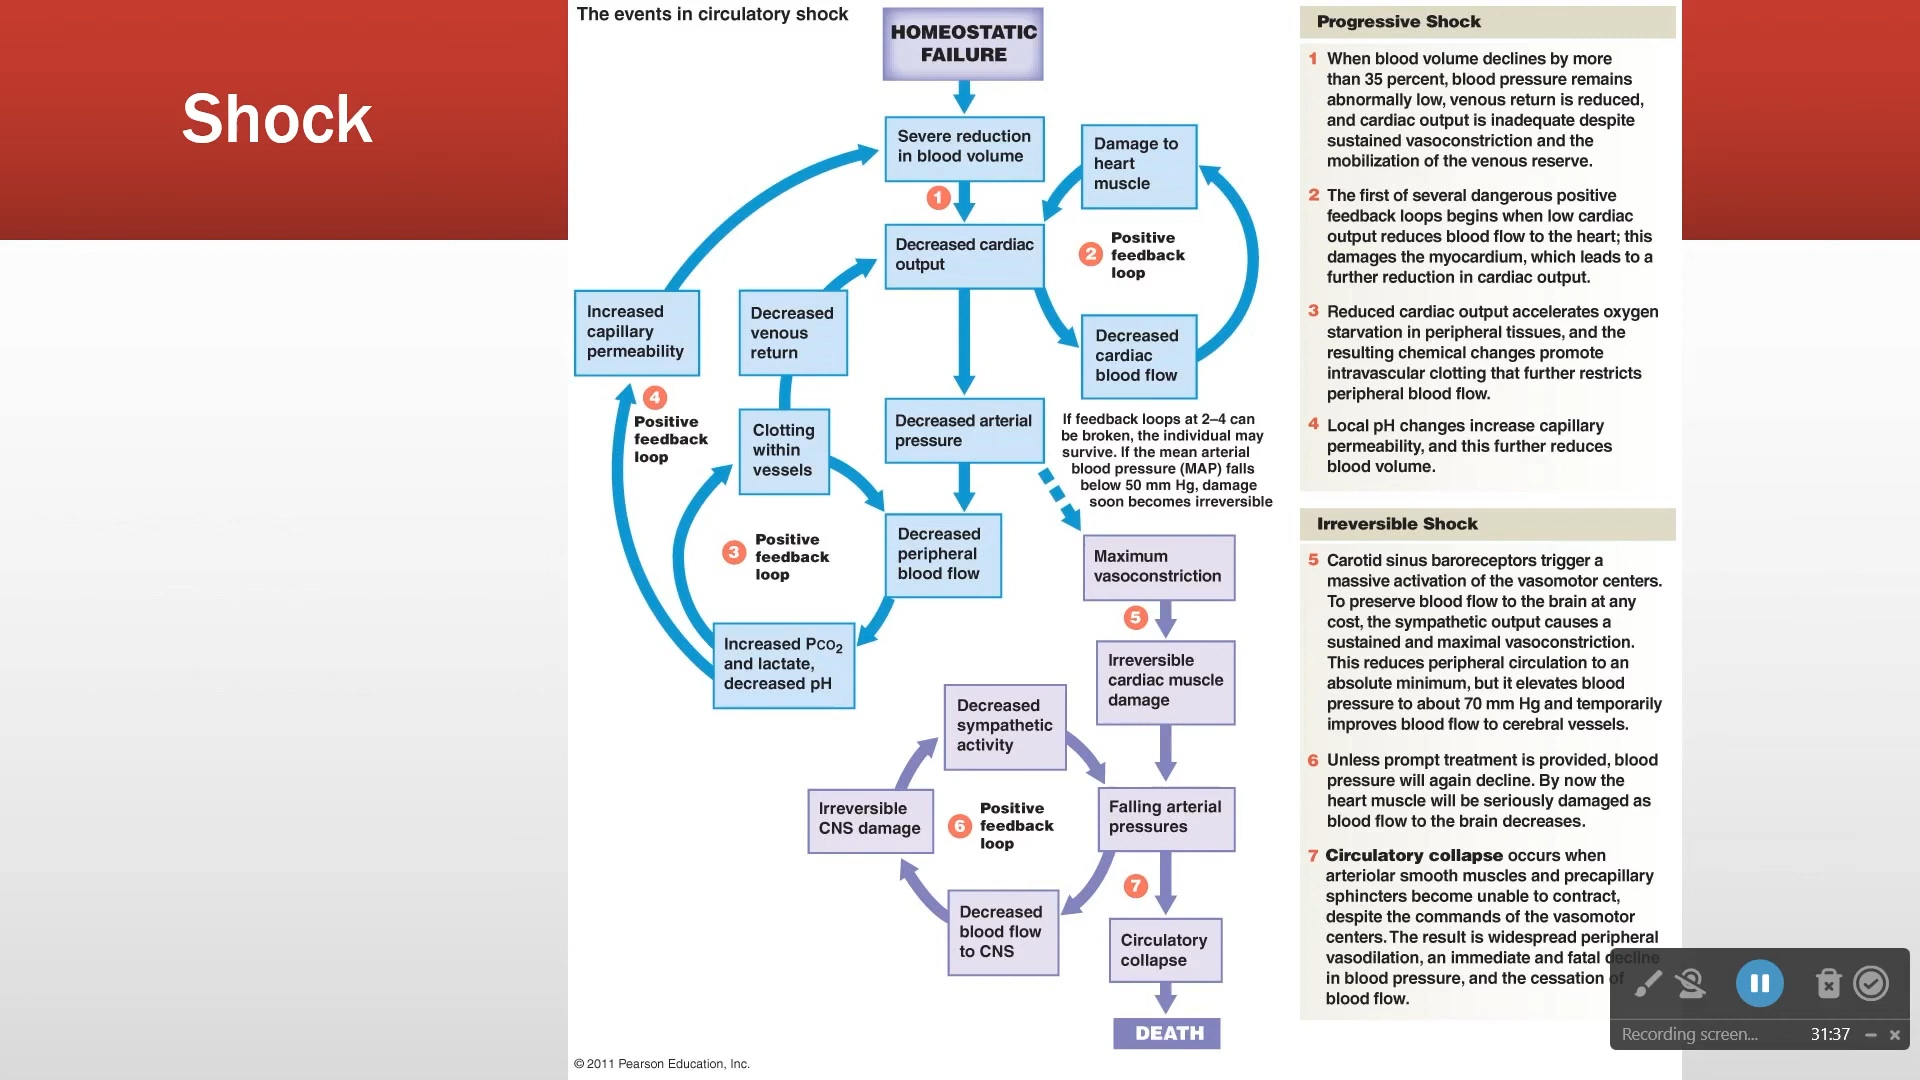 Shock
The events in circulatory shock
HOMEOSTATIC
FAILURE
Severe reduction
in blood volume
1
Damage to
heart
muscle
Decreased cardiac
output
2
Positive
feedback
loop
Increased
capillary
permeability
Decreased
venous
return
Decreased
cardiac
blood flow
4
Positive
feedback
loop
Clotting
within
vessels
Decreased arterial
pressure
If feedback loops at 2–4 can
be broken, the individual may
survive. If the mean arterial
blood pressure (MAP) falls
below 50 mm Hg, damage
soon becomes irreversible
3
Positive
feedback
loop
Decreased
peripheral
blood flow
Maximum
vasoconstriction
5
Increased PCO2
and lactate,
decreased pH
Irreversible
cardiac muscle
damage
Decreased
sympathetic
activity
Irreversible
CNS damage
6
Positive
feedback
loop
Falling arterial
pressures
7
Decreased
blood flow
to CNS
Circulatory
collapse
DEATH
© 2011 Pearson Education, Inc.
Progressive Shock
1 When blood volume declines by more
than 35 percent, blood pressure remains
abnormally low, venous return is reduced,
and cardiac output is inadequate despite
sustained vasoconstriction and the
mobilization of the venous reserve.
2 The first of several dangerous positive
feedback loops begins when low cardiac
output reduces blood flow to the heart; this
damages the myocardium, which leads to a
further reduction in cardiac output.
3 Reduced cardiac output accelerates oxygen
starvation in peripheral tissues, and the
resulting chemical changes promote
intravascular clotting that further restricts
peripheral blood flow.
4 Local pH changes increase capillary
permeability, and this further reduces
blood volume.
Irreversible Shock
5 Carotid sinus baroreceptors trigger a
massive activation of the vasomotor centers.
To preserve blood flow to the brain at any
cost, the sympathetic output causes a
sustained and maximal vasoconstriction.
This reduces peripheral circulation to an
absolute minimum, but it elevates blood
pressure to about 70 mm Hg and temporarily
improves blood flow to cerebral vessels.
6 Unless prompt treatment is provided, blood
pressure will again decline. By now the
heart muscle will be seriously damaged as
blood flow to the brain decreases.
7 Circulatory collapse occurs when
arteriolar smooth muscles and precapillary
sphincters become unable to contract,
despite the commands of the vasomotor
centers. The result is widespread peripheral
vasodilation, an immediate and fatal decline
in blood pressure, and the cessation of
blood flow.
Recording screen... 31:37